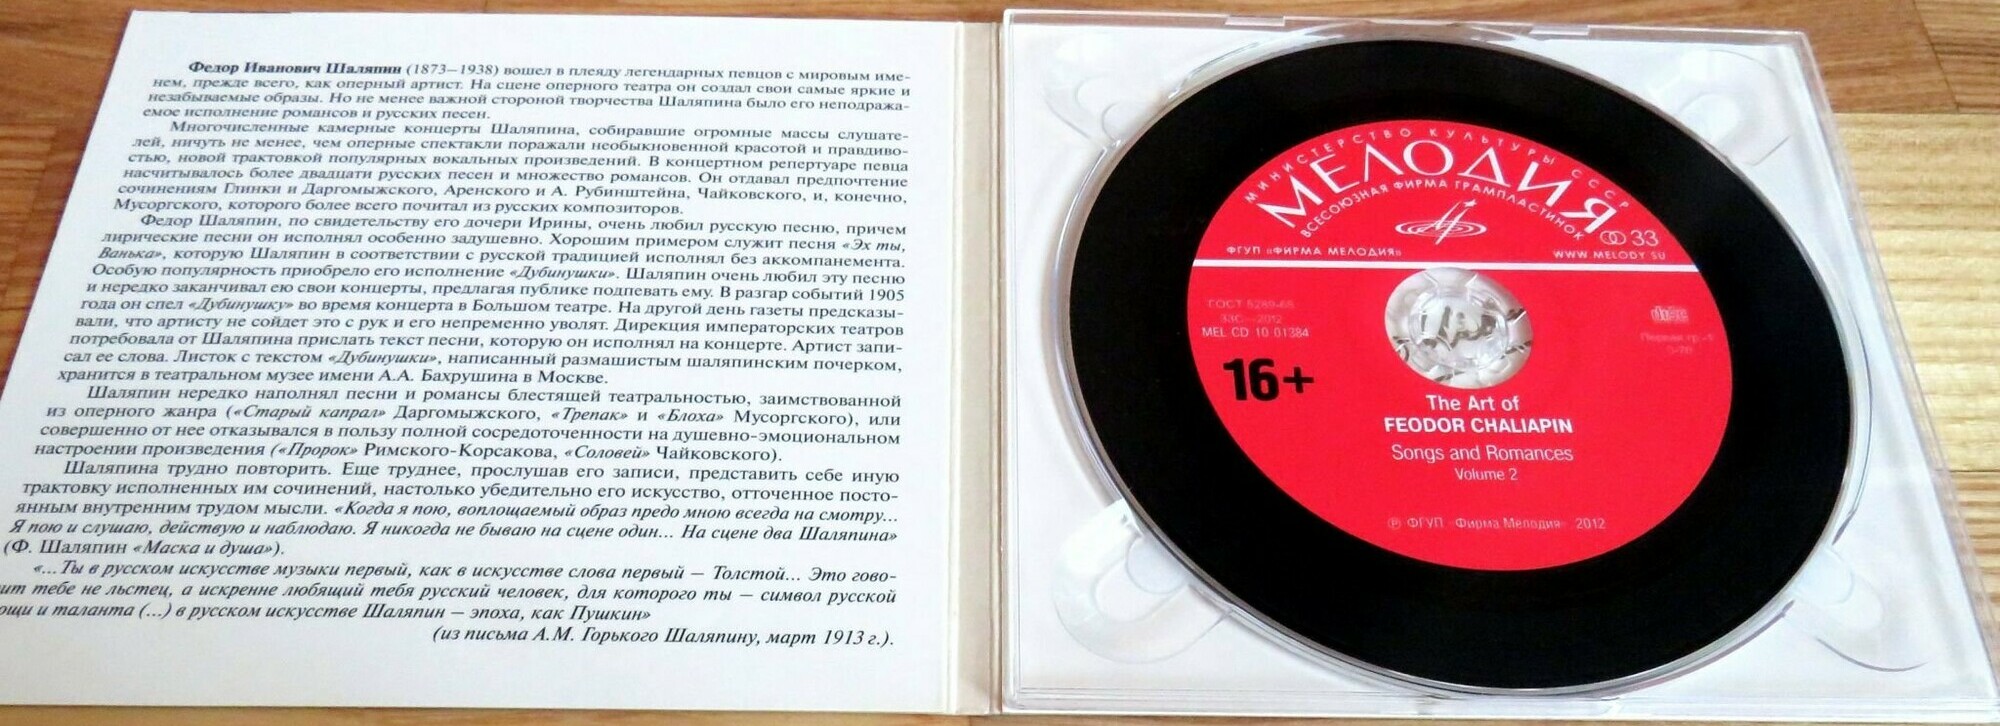 Федор Иванович Шаляпин (1873–1938) вошел в плеяду легендарных певцов с мировым име-
нем, прежде всего, как оперный артист. На сцене оперного театра он создал свои самые яркие и
незабываемые образы. Но не менее важной стороной творчества Шаляпина было его неподража-
емое исполнение романсов и русских песен.
Многочисленные камерные концерты Шаляпина, собиравшие огромные массы слушате-
лей, ничуть не менее, чем оперные спектакли поражали необыкновенной красотой и правдиво-
стью, новой трактовкой популярных вокальных произведений. В концертном репертуаре певца
насчитывалось более двадцати русских песен и множество романсов. Он отдавал предпочтение
сочинениям Глинки и Даргомыжского, Аренского и А. Рубинштейна, Чайковского, и, конечно,
Мусоргского, которого более всего почитал из русских композиторов.
Федор Шаляпин, по свидетельству его дочери Ирины, очень любил русскую песню, причем
лирические песни он исполнял особенно задушевно. Хорошим примером служит песня «Эх ты,
Ванька», которую Шаляпин в соответствии с русской традицией исполнял без аккомпанемента.
Особую популярность приобрело его исполнение «Дубинушки». Шаляпин очень любил эту песню
и нередко заканчивал ею свои концерты, предлагая публике подпевать ему. В разгар событий 1905
года он спел «Дубинушку» во время концерта в Большом театре. На другой день газеты предсказы-
вали, что артисту не сойдет это с рук и его непременно уволят. Дирекция императорских театров
потребовала от Шаляпина прислать текст песни, которую он исполнял на концерте. Артист запи-
сал ее слова. Листок с текстом «Дубинушки», написанный размашистым шаляпинским почерком,
хранится в театральном музее имени А.А. Бахрушина в Москве.
Шаляпин нередко наполнял песни и романсы блестящей театральностью, заимствованной
из оперного жанра («Старый капрал» Даргомыжского, «Трепак» и «Блоха» Мусоргского), или
совершенно от нее отказывался в пользу полной сосредоточенности на душевно-эмоциональном
настроении произведения («Пророк» Римского-Корсакова, «Соловей» Чайковского).
Шаляпина трудно повторить. Еще труднее, прослушав его записи, представить себе иную
трактовку исполненных им сочинений, настолько убедительно его искусство, отточенное посто-
янным внутренним трудом мысли. «Когда я пою, воплощаемый образ предо мною всегда на смотру...
Я пою и слушаю, действую и наблюдаю. Я никогда не бываю на сцене один... На сцене два Шаляпина»
(Ф. Шаляпин «Маска и душа»).
«...Ты в русском искусстве музыки первый, как в искусстве слова первый – Толстой... Это гово-
ит тебе не льстец, а искренне любящий тебя русский человек, для которого ты – символ русской
ощи и таланта (...) в русском искусстве Шаляпин – эпоха, как Пушкин»
(из письма А.М. Горького Шаляпину, март 1913 г.).
МИНИСТЕРСТВО КУЛЬТУРЫ СССР
МЕЛОДИЯ
ВСЕСОЮЗНАЯ ФИРМА ГРАМПЛАСТИНОК
33
ФГУП «ФИРМА МЕЛОДИЯ»
WWW.MELODY.SU
ГОСТ 5289-68
33С–2012
MEL CD 10 01384
disc
Первая гр.
16+
The Art of
FEODOR CHALIAPIN
Songs and Romances
Volume 2
℗ ФГУП «Фирма Мелодия» 2012